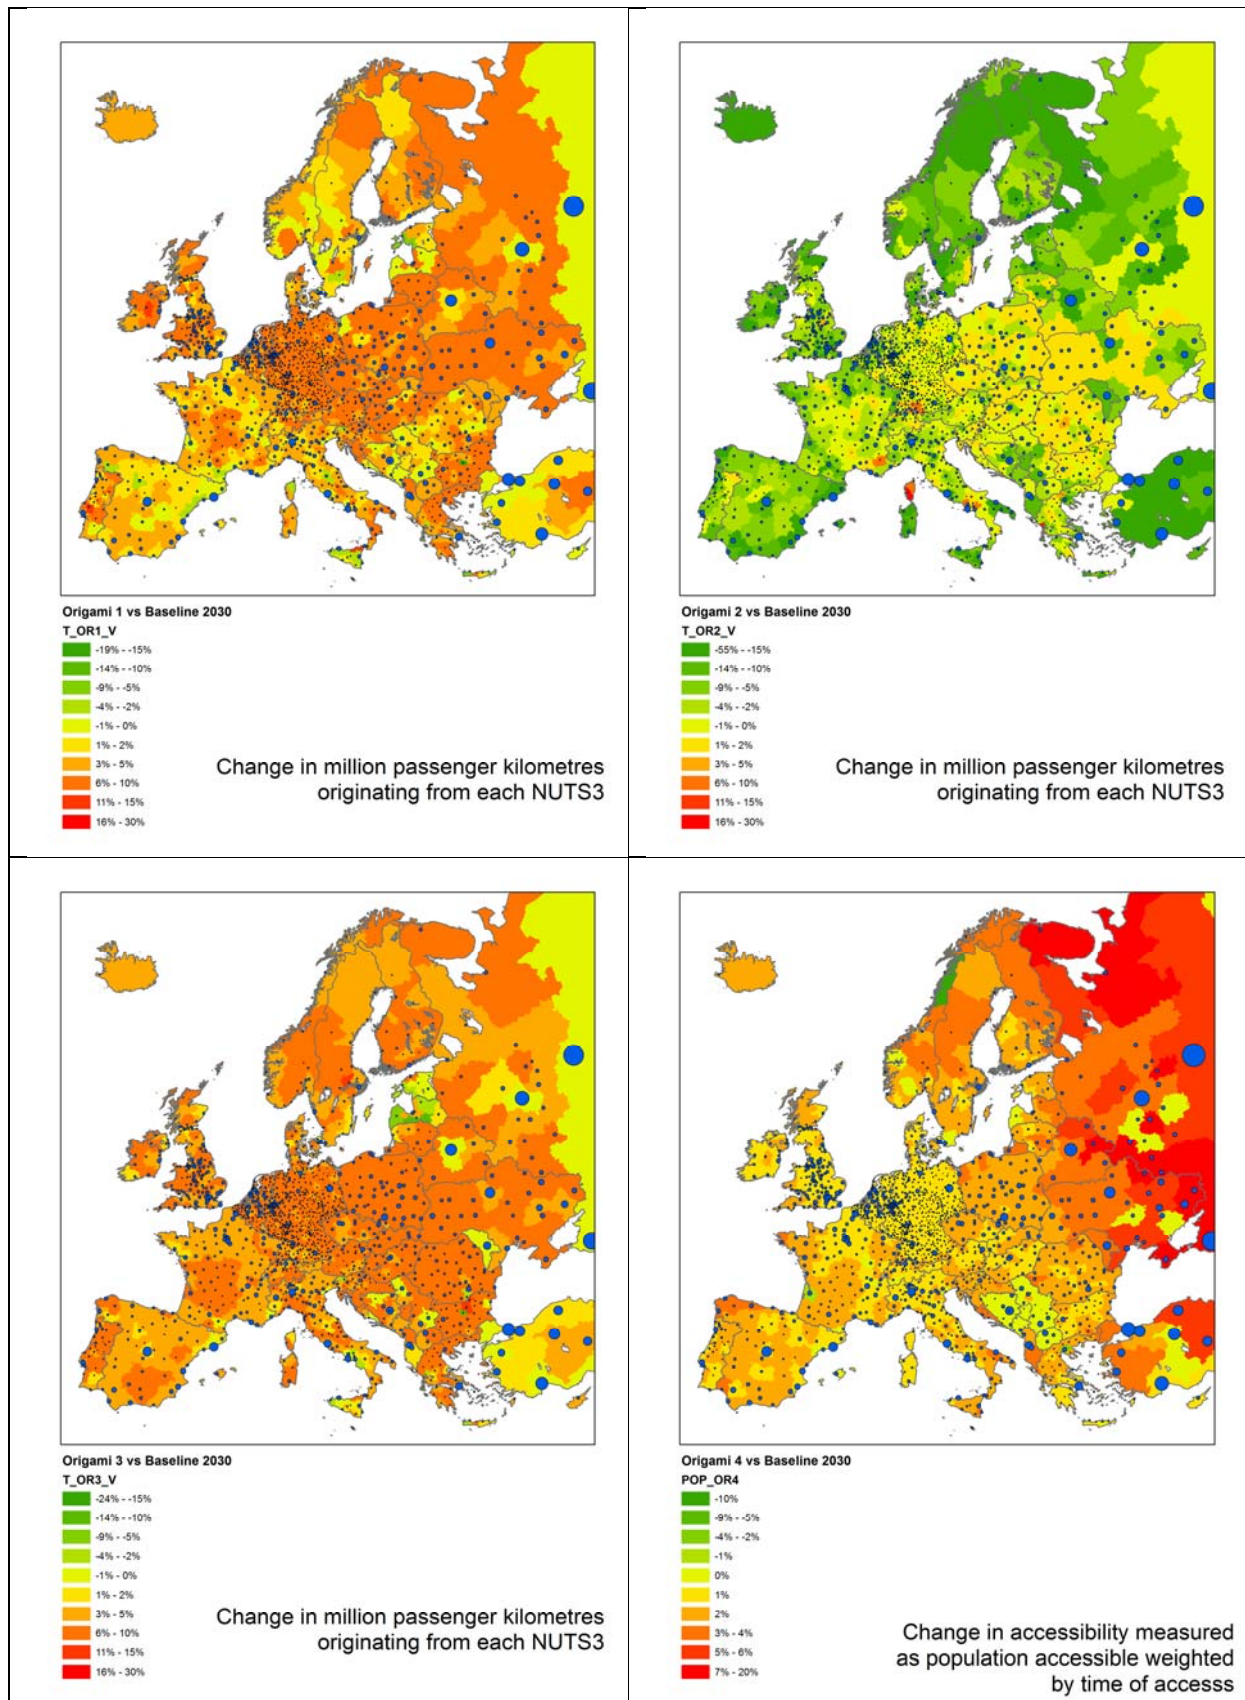 Origami 1 vs Baseline 2030
T_OR1_V
-19% - -15%
-14% - -10%
-9% - -5%
-4% - -2%
-1% - 0%
1% - 2%
3% - 5%
6% - 10%
11% - 15%
16% - 30%
Change in million passenger kilometres
originating from each NUTS3
Origami 2 vs Baseline 2030
T_OR2_V
-55% - -15%
-14% - -10%
-9% - -5%
-4% - -2%
-1% - 0%
1% - 2%
3% - 5%
6% - 10%
11% - 15%
16% - 30%
Change in million passenger kilometres
originating from each NUTS3
Origami 3 vs Baseline 2030
T_OR3_V
-24% - -15%
-14% - -10%
-9% - -5%
-4% - -2%
-1% - 0%
1% - 2%
3% - 5%
6% - 10%
11% - 15%
16% - 30%
Change in million passenger kilometres
originating from each NUTS3
Origami 4 vs Baseline 2030
POP_OR4
-10%
-9% - -5%
-4% - -2%
-1%
0%
1%
2%
3% - 4%
5% - 6%
7% - 20%
Change in accessibility measured
as population accessible weighted
by time of accesss